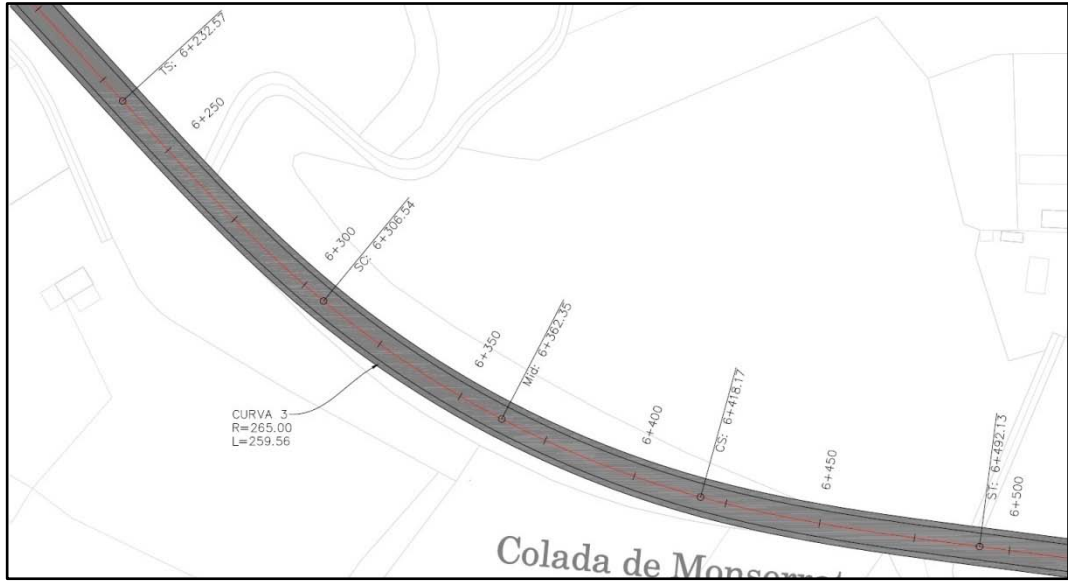 TS: 6+232.57
6+250
6+300
SC: 6+306.54
6+350
Mid: 6+362.35
CURVA 3
R=265.00
L=259.56
6+400
CS: 6+418.17
6+450
ST: 6+492.13
6+500
Colada de